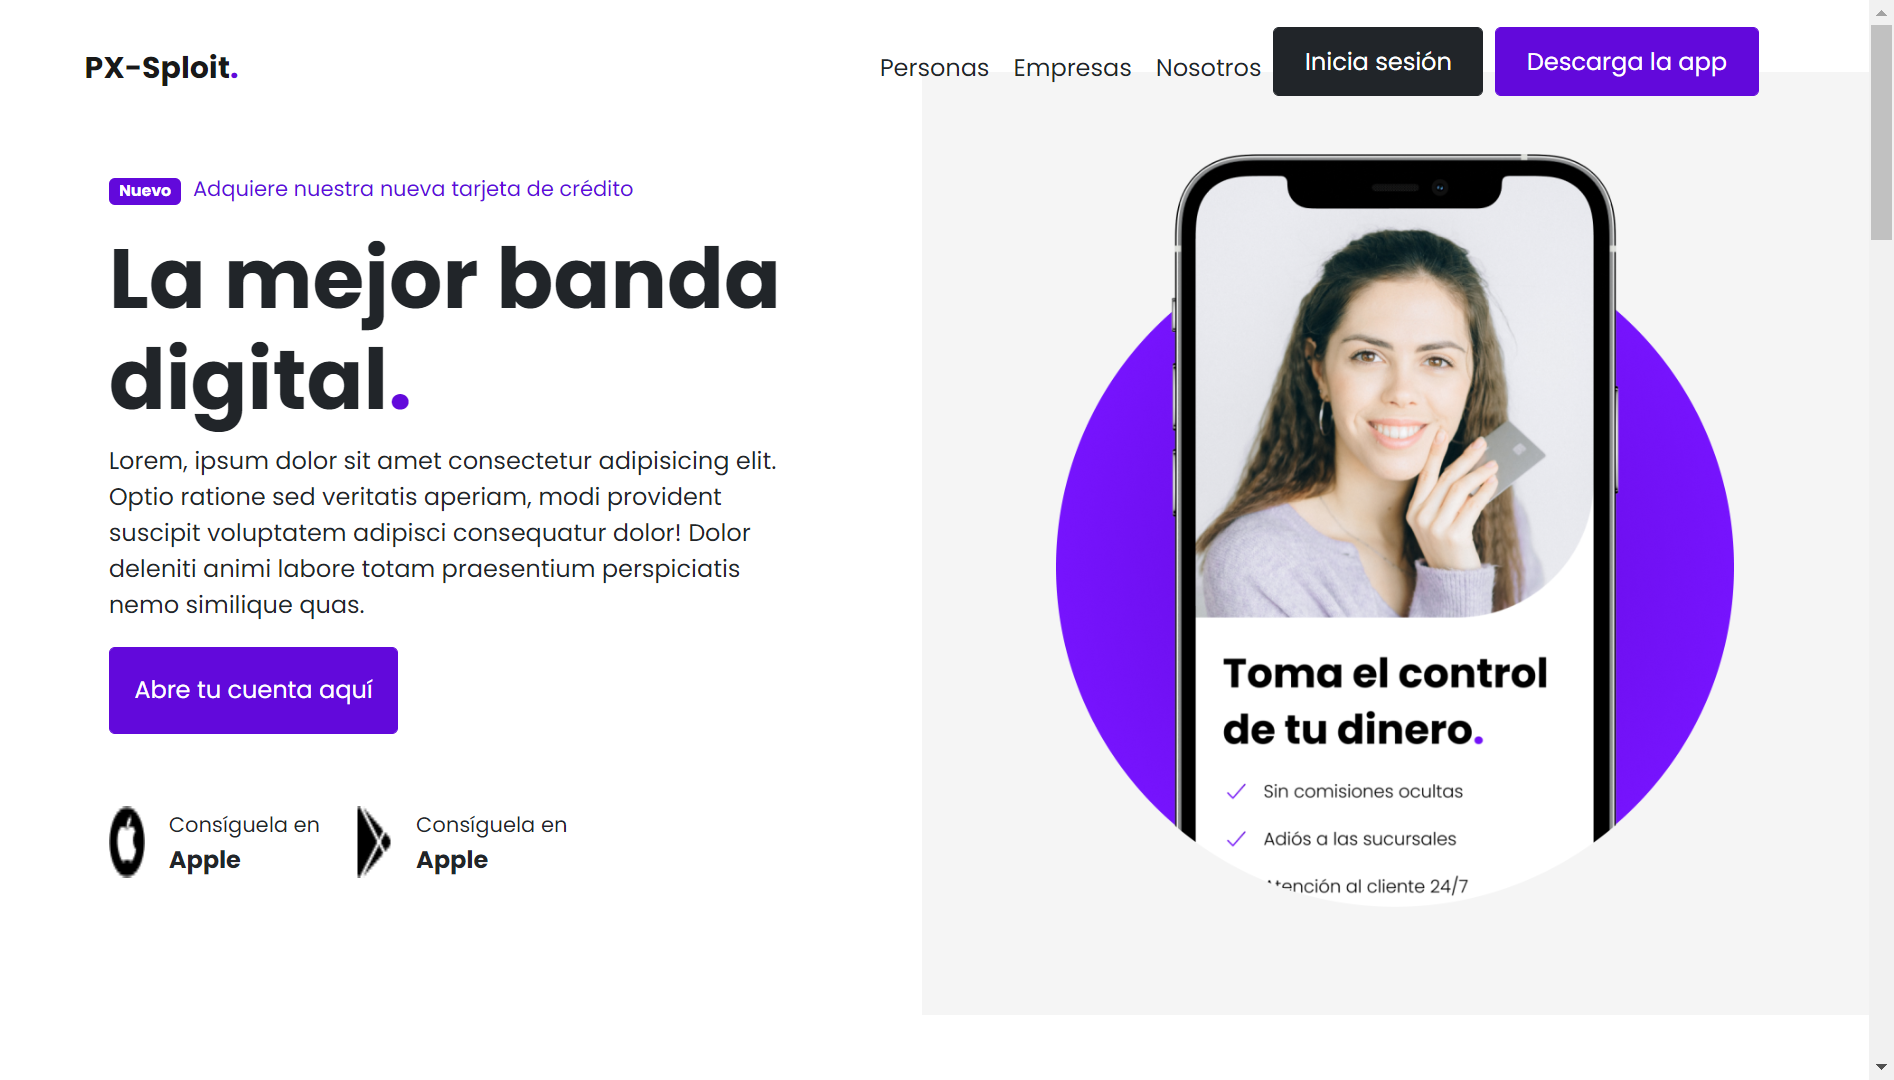 PX-Sploit.
Personas
Empresas
Nosotros
Inicia sesión
Descarga la app
Nuevo
Adquiere nuestra nueva tarjeta de crédito
La mejor banda
digital.
Lorem, ipsum dolor sit amet consectetur adipisicing elit.
Optio ratione sed veritatis aperiam, modi provident
suscipit voluptatem adipisci consequatur dolor! Dolor
deleniti animi labore totam praesentium perspiciatis
nemo similique quas.
Abre tu cuenta aquí
Consíguela en
Apple
Consíguela en
Apple
Toma el control
de tu dinero.
Sin comisiones ocultas
Adiós a las sucursales
Atención al cliente 24/7